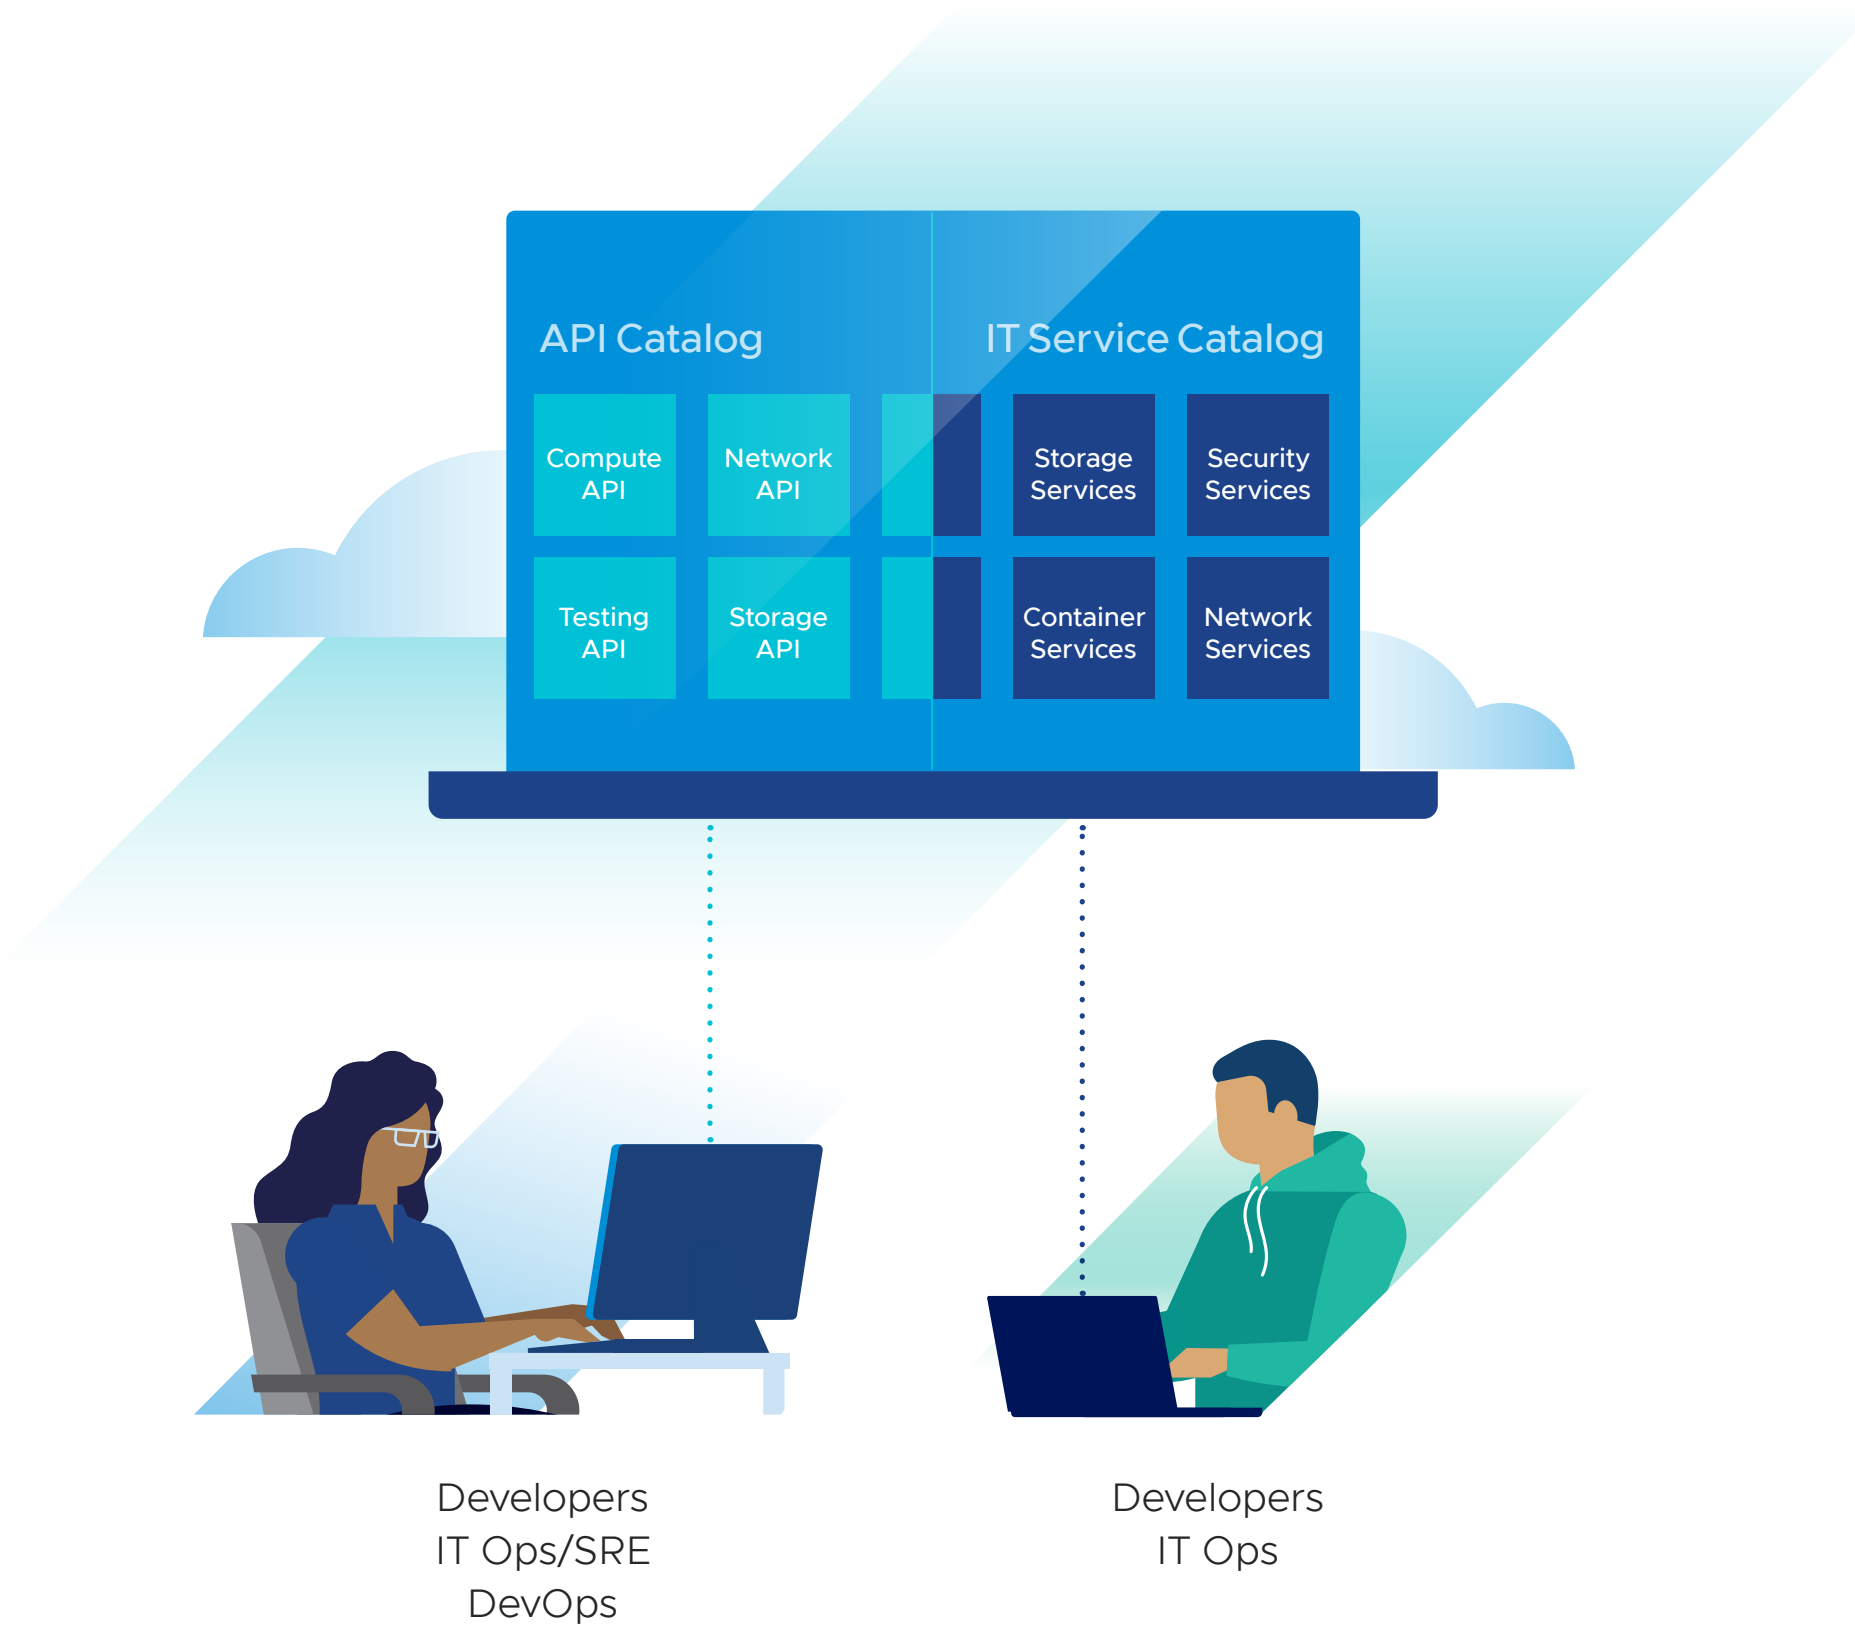 API Catalog
IT Service Catalog
Compute
API
Network
API
Storage
Services
Security
Services
Testing
API
Storage
API
Container
Services
Network
Services
Developers
IT Ops/SRE
DevOps
Developers
IT Ops